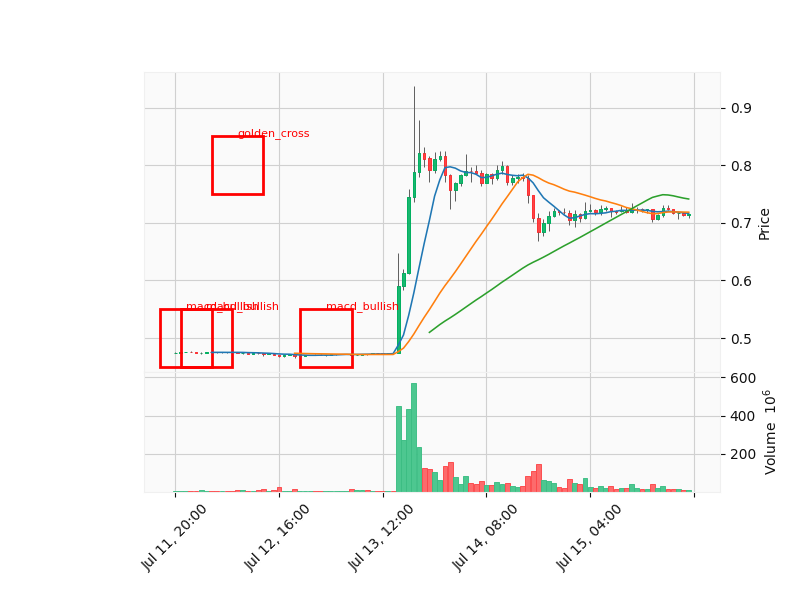 golden_cross
macd_bullish
macd_bullish
macd_bullish
0.9
0.8
0.7
0.6
0.5
Price
600
400
200
Volume 10^6
Jul 11, 20:00
Jul 12, 16:00
Jul 13, 12:00
Jul 14, 08:00
Jul 15, 04:00